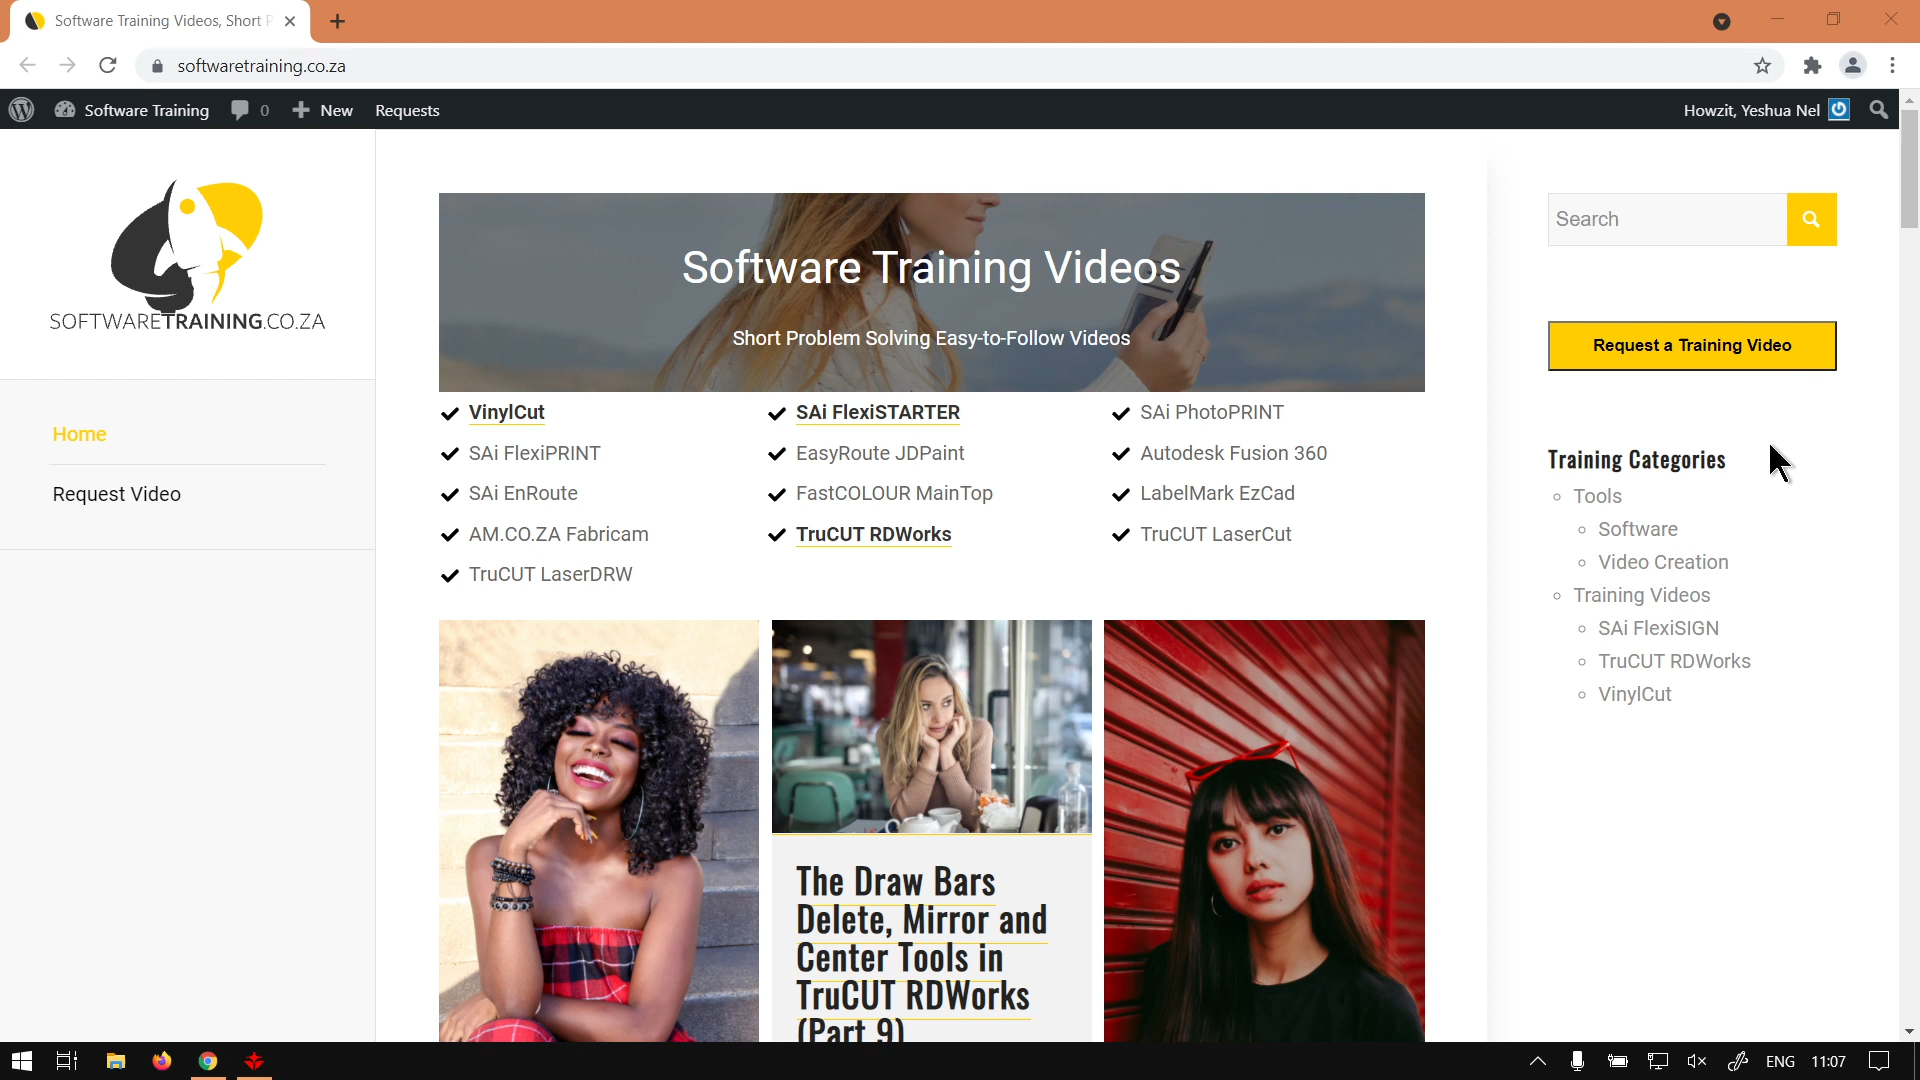 Software Training Videos, Short P
softwaretraining.co.za
Software Training 0 New Requests
Howzit, Yeshua Nel
SOFTWARETRAINING.CO.ZA
Home
Request Video
Software Training Videos
Short Problem Solving Easy-to-Follow Videos
VinylCut SAi FlexiSTARTER SAi PhotoPRINT
SAi FlexiPRINT EasyRoute JDPaint Autodesk Fusion 360
SAi EnRoute FastCOLOUR MainTop LabelMark EzCad
AM.CO.ZA Fabricam TruCUT RDWorks TruCUT LaserCut
TruCUT LaserDRW
The Draw Bars
Delete, Mirror and
Center Tools in
TruCUT RDWorks
(Part 9)
Search
Request a Training Video
Training Categories
Tools
Software
Video Creation
Training Videos
SAi FlexiSIGN
TruCUT RDWorks
VinylCut
ENG 11:07